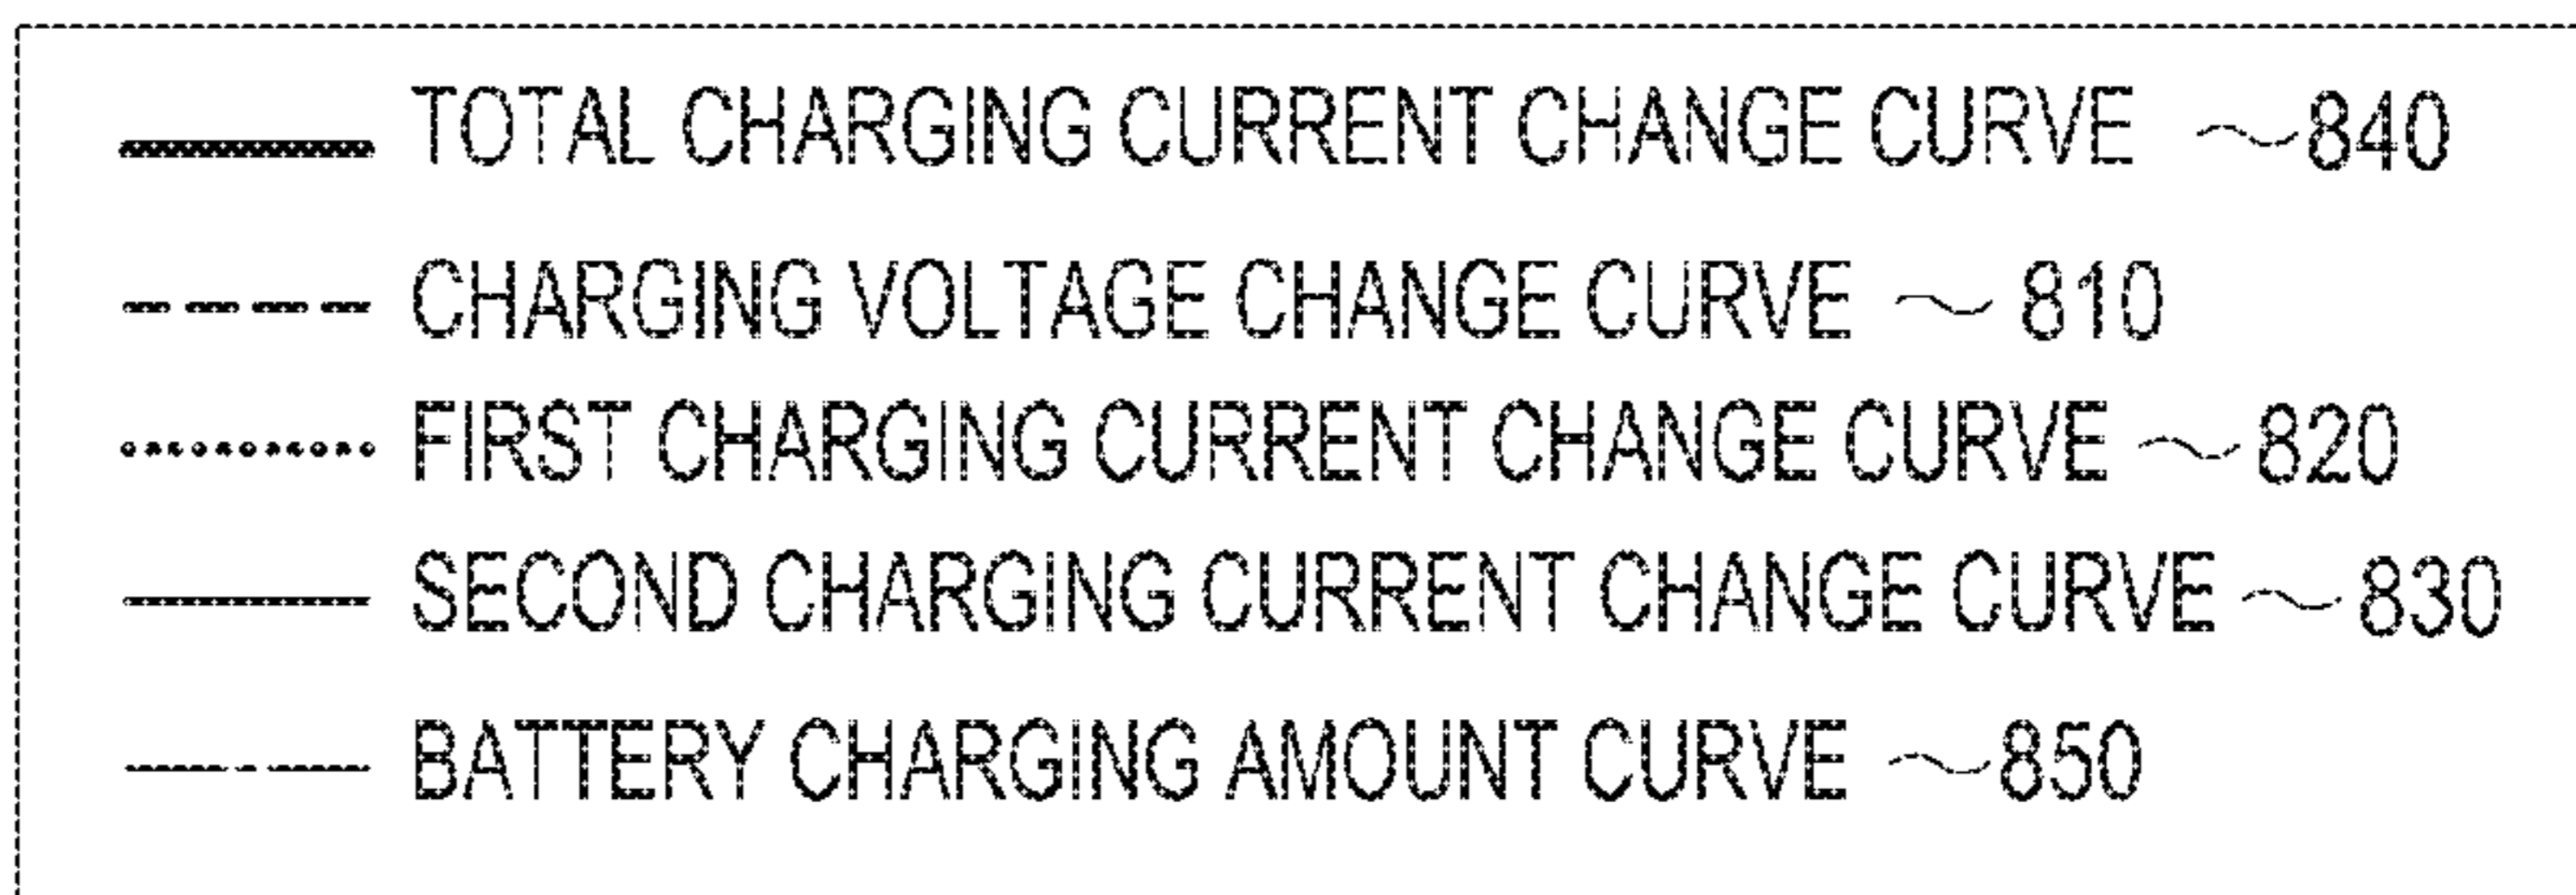 TOTAL CHARGING CURRENT CHANGE CURVE ~840
CHARGING VOLTAGE CHANGE CURVE ~ 810
FIRST CHARGING CURRENT CHANGE CURVE ~820
SECOND CHARGING CURRENT CHANGE CURVE ~830
BATTERY CHARGING AMOUNT CURVE ~850